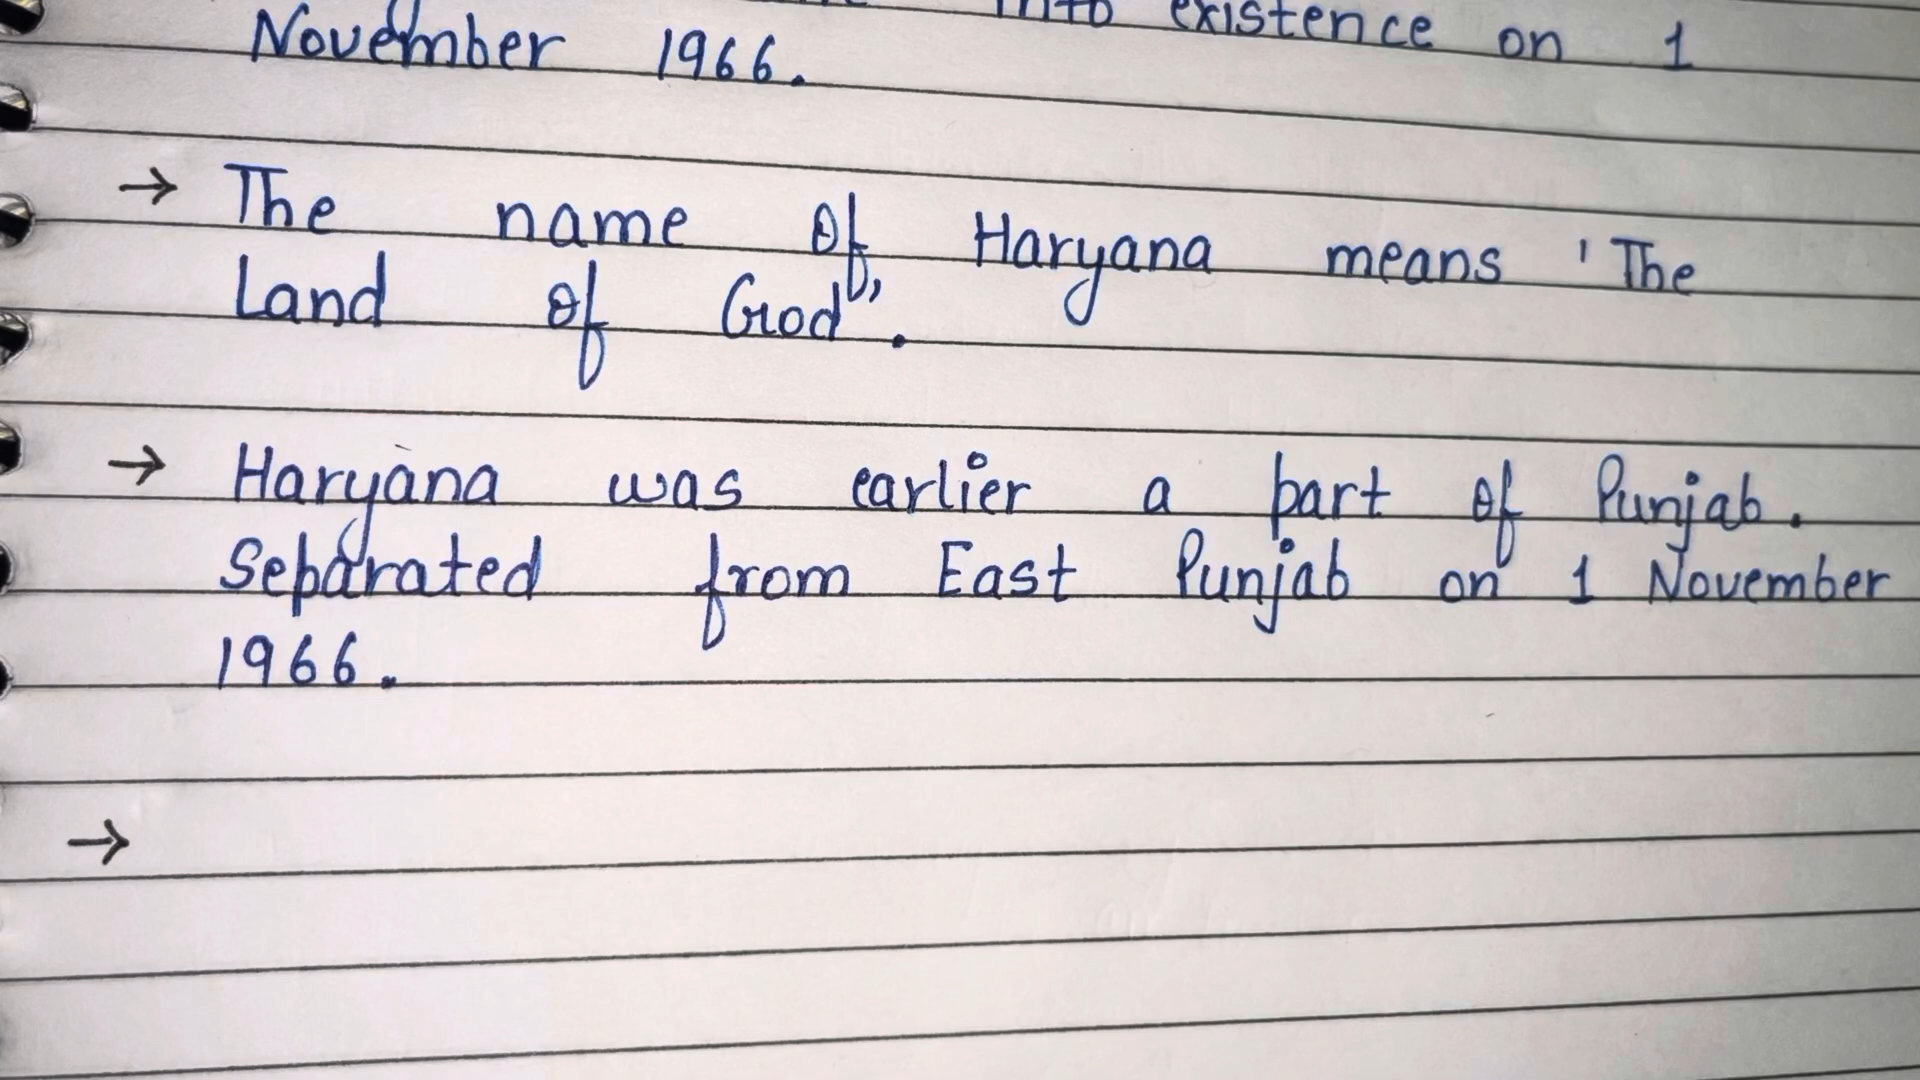 into existence on 1
November 1966.
→ The name of Haryana means 'The
Land of God'.
→ Haryana was earlier a part of Punjab.
Separated from East Punjab on 1 November
1966.
→